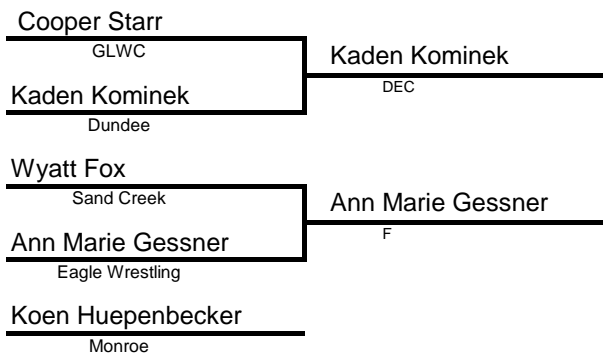 Cooper Starr
GLWC
Kaden Kominek
DEC
Kaden Kominek
Dundee
Wyatt Fox
Sand Creek
Ann Marie Gessner
F
Ann Marie Gessner
Eagle Wrestling
Koen Huepenbecker
Monroe